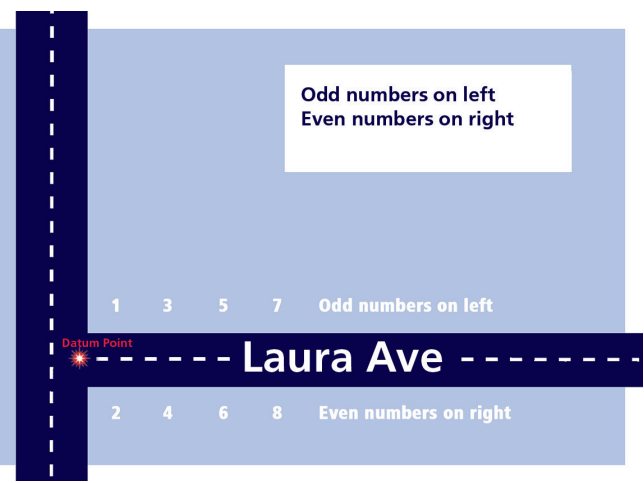 Odd numbers on left
Even numbers on right
1 3 5 7 Odd numbers on left
Datum Point
Laura Ave
2 4 6 8 Even numbers on right